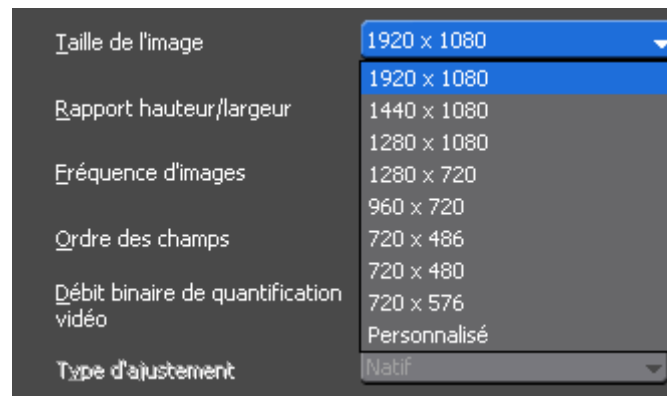 Taille de l'image
1920 x 1080
1920 x 1080
1440 x 1080
1280 x 1080
1280 x 720
960 x 720
720 x 486
720 x 480
720 x 576
Personnalisé
Rapport hauteur/largeur
Fréquence d'images
Ordre des champs
Débit binaire de quantification
vidéo
Type d'ajustement
Natif